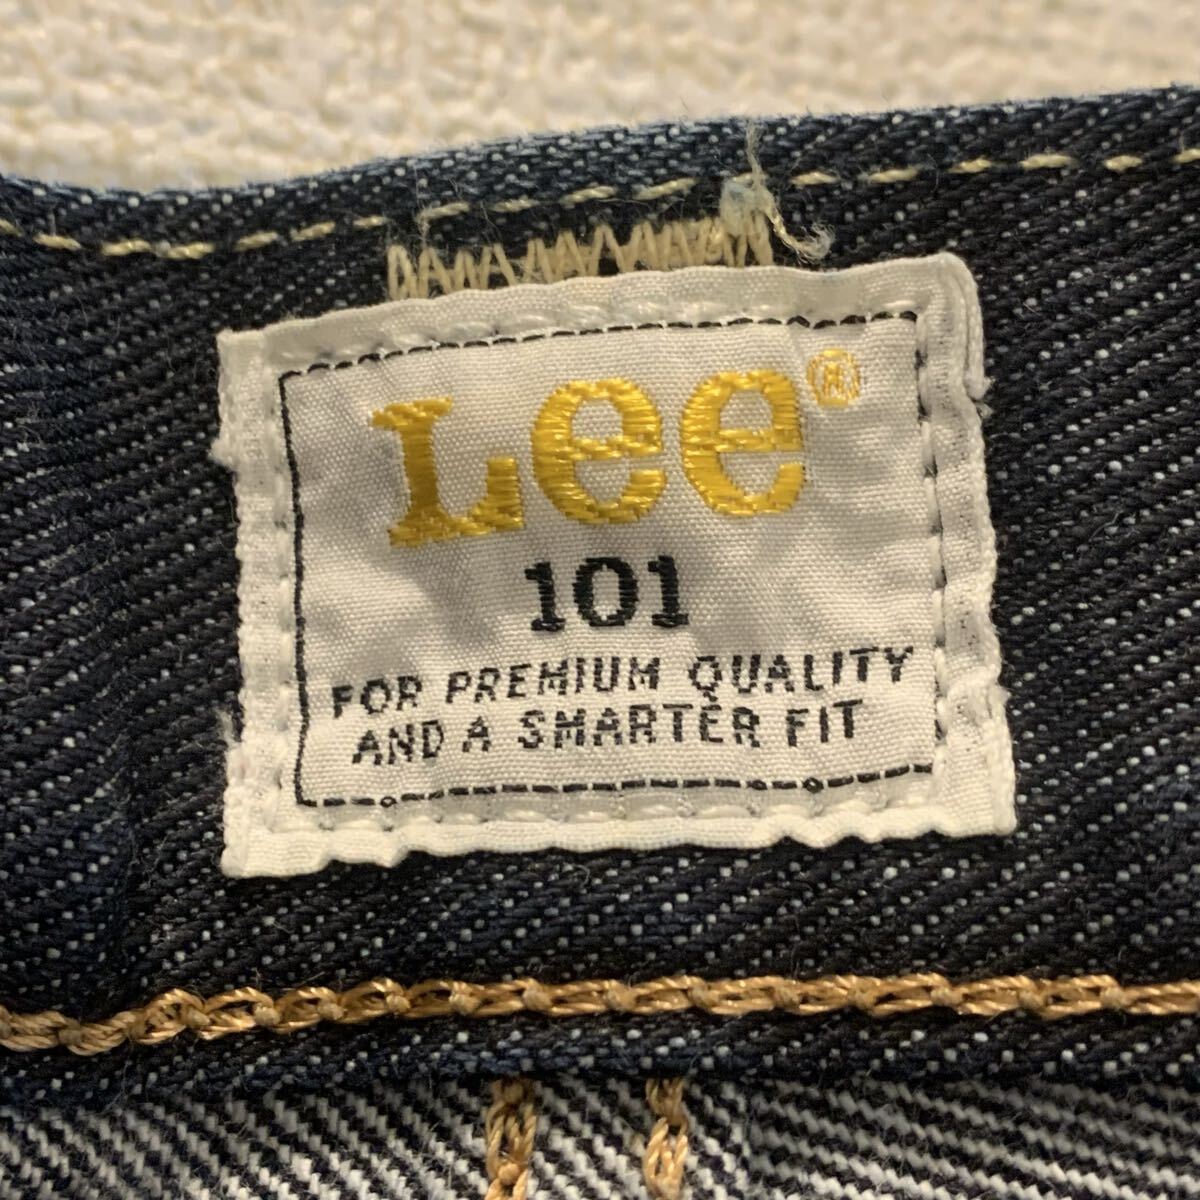 Lee®
101
FOR PREMIUM QUALITY
AND A SMARTER FIT